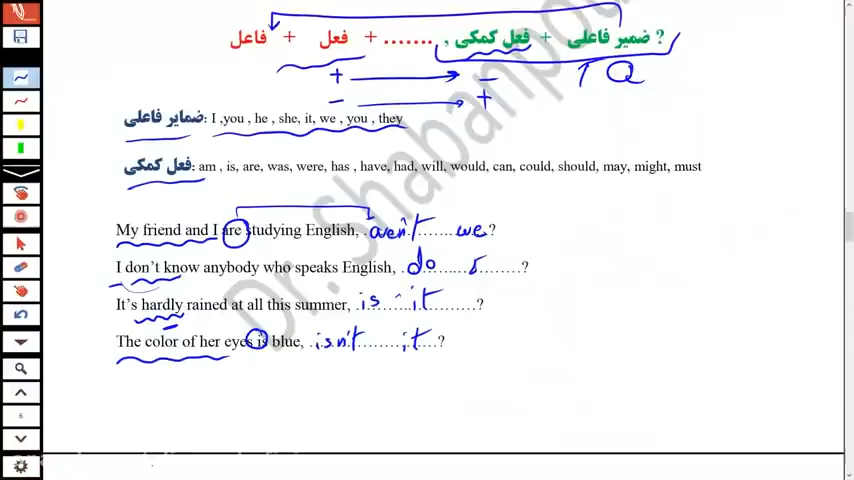 فاعل + فعل + ....... , فعل کمکی + ضمیر فاعلی ?
TQ
+ → −
− → +
ضمایر فاعلی: I ,you , he , she, it, we , you , they
فعل کمکی: am , is, are, was, were, has , have, had, will, would, can, could, should, may, might, must
My friend and I are studying English, aren't we?
I don't know anybody who speaks English, do ?
It's hardly rained at all this summer, is it ?
The color of her eyes is blue, isn't it ?
Dr. Shabanpou
6